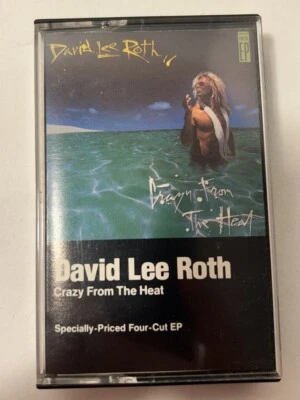 David Lee Roth
EP
Crazy From
The Heat
David Lee Roth
Crazy From The Heat
Specially-Priced Four-Cut EP